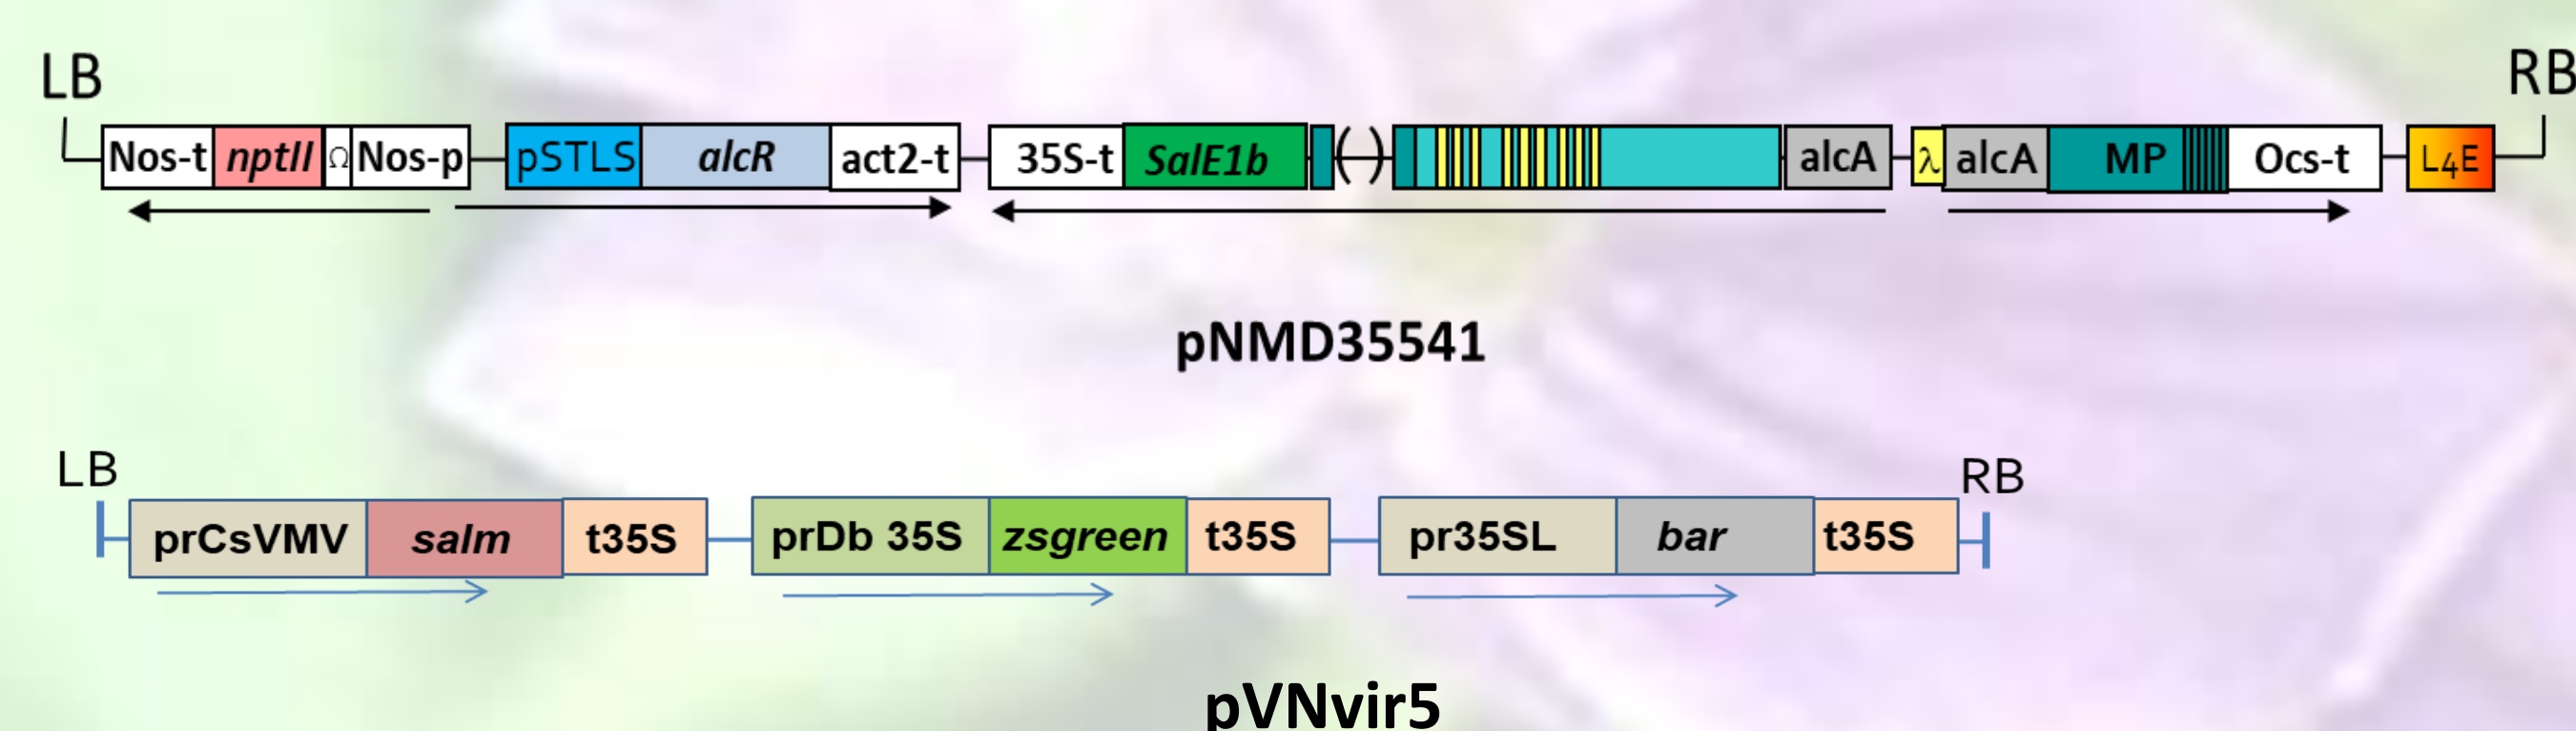 LB RB
Nos-t nptII Ω Nos-p pSTLS alcR act2-t 35S-t SalE1b ( ) alcA λ alcA MP Ocs-t L4E
pNMD35541
LB RB
prCsVMV salm t35S prDb 35S zsgreen t35S pr35SL bar t35S
pVNvir5